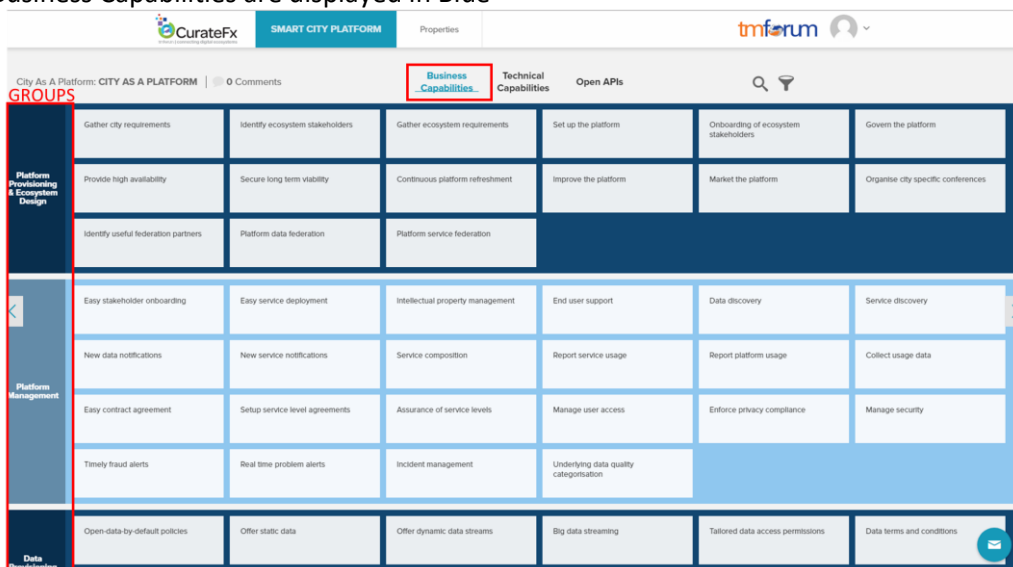 Business Capabilities are displayed in Blue
CurateFx SMART CITY PLATFORM Properties tmforum
City As A Platform: CITY AS A PLATFORM | 0 Comments Business Capabilities Technical Capabilities Open APIs
GROUPS
Platform Provisioning & Ecosystem Design
Gather city requirements Identify ecosystem stakeholders Gather ecosystem requirements Set up the platform Onboarding of ecosystem stakeholders Govern the platform
Provide high availability Secure long term viability Continuous platform refreshment Improve the platform Market the platform Organise city specific conferences
Identify useful federation partners Platform data federation Platform service federation
Platform Management
Easy stakeholder onboarding Easy service deployment Intellectual property management End user support Data discovery Service discovery
New data notifications New service notifications Service composition Report service usage Report platform usage Collect usage data
Easy contract agreement Setup service level agreements Assurance of service levels Manage user access Enforce privacy compliance Manage security
Timely fraud alerts Real time problem alerts Incident management Underlying data quality categorisation
Data Provisioning
Open-data-by-default policies Offer static data Offer dynamic data streams Big data streaming Tailored data access permissions Data terms and conditions